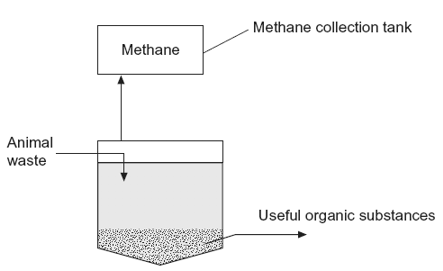 Methane collection tank
Methane
Animal
waste
Useful organic substances